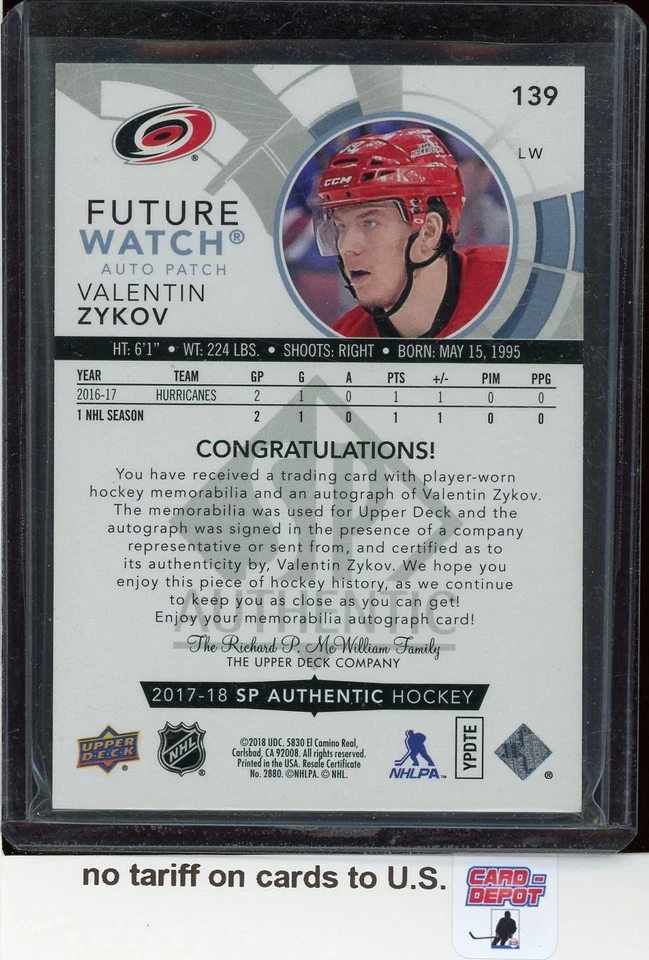 139
LW
CCM
FUTURE
WATCH®
AUTO PATCH
VALENTIN
ZYKOV
HT: 6'1" • WT: 224 LBS. • SHOOTS: RIGHT • BORN: MAY 15, 1995
YEAR TEAM GP G A PTS +/- PIM PPG
2016-17 HURRICANES 2 1 0 1 1 0 0
1 NHL SEASON 2 1 0 1 1 0 0
CONGRATULATIONS!
You have received a trading card with player-worn
hockey memorabilia and an autograph of Valentin Zykov.
The memorabilia was used for Upper Deck and the
autograph was signed in the presence of a company
representative or sent from, and certified as to
its authenticity by, Valentin Zykov. We hope you
enjoy this piece of hockey history, as we continue
to keep you as close as you can get!
Enjoy your memorabilia autograph card!
SP
AUTHENTIC
The Richard P. McWilliam Family
THE UPPER DECK COMPANY
2017-18 SP AUTHENTIC HOCKEY
UPPER DECK ®
NHL ®
©2018 UDC. 5830 El Camino Real,
Carlsbad, CA 92008. All rights reserved.
Printed in the USA. Resale Certificate
No. 2880. ©NHLPA. © NHL.
NHLPA™
YPDTE
®
no tariff on cards to U.S.
CARD-
DEPOT